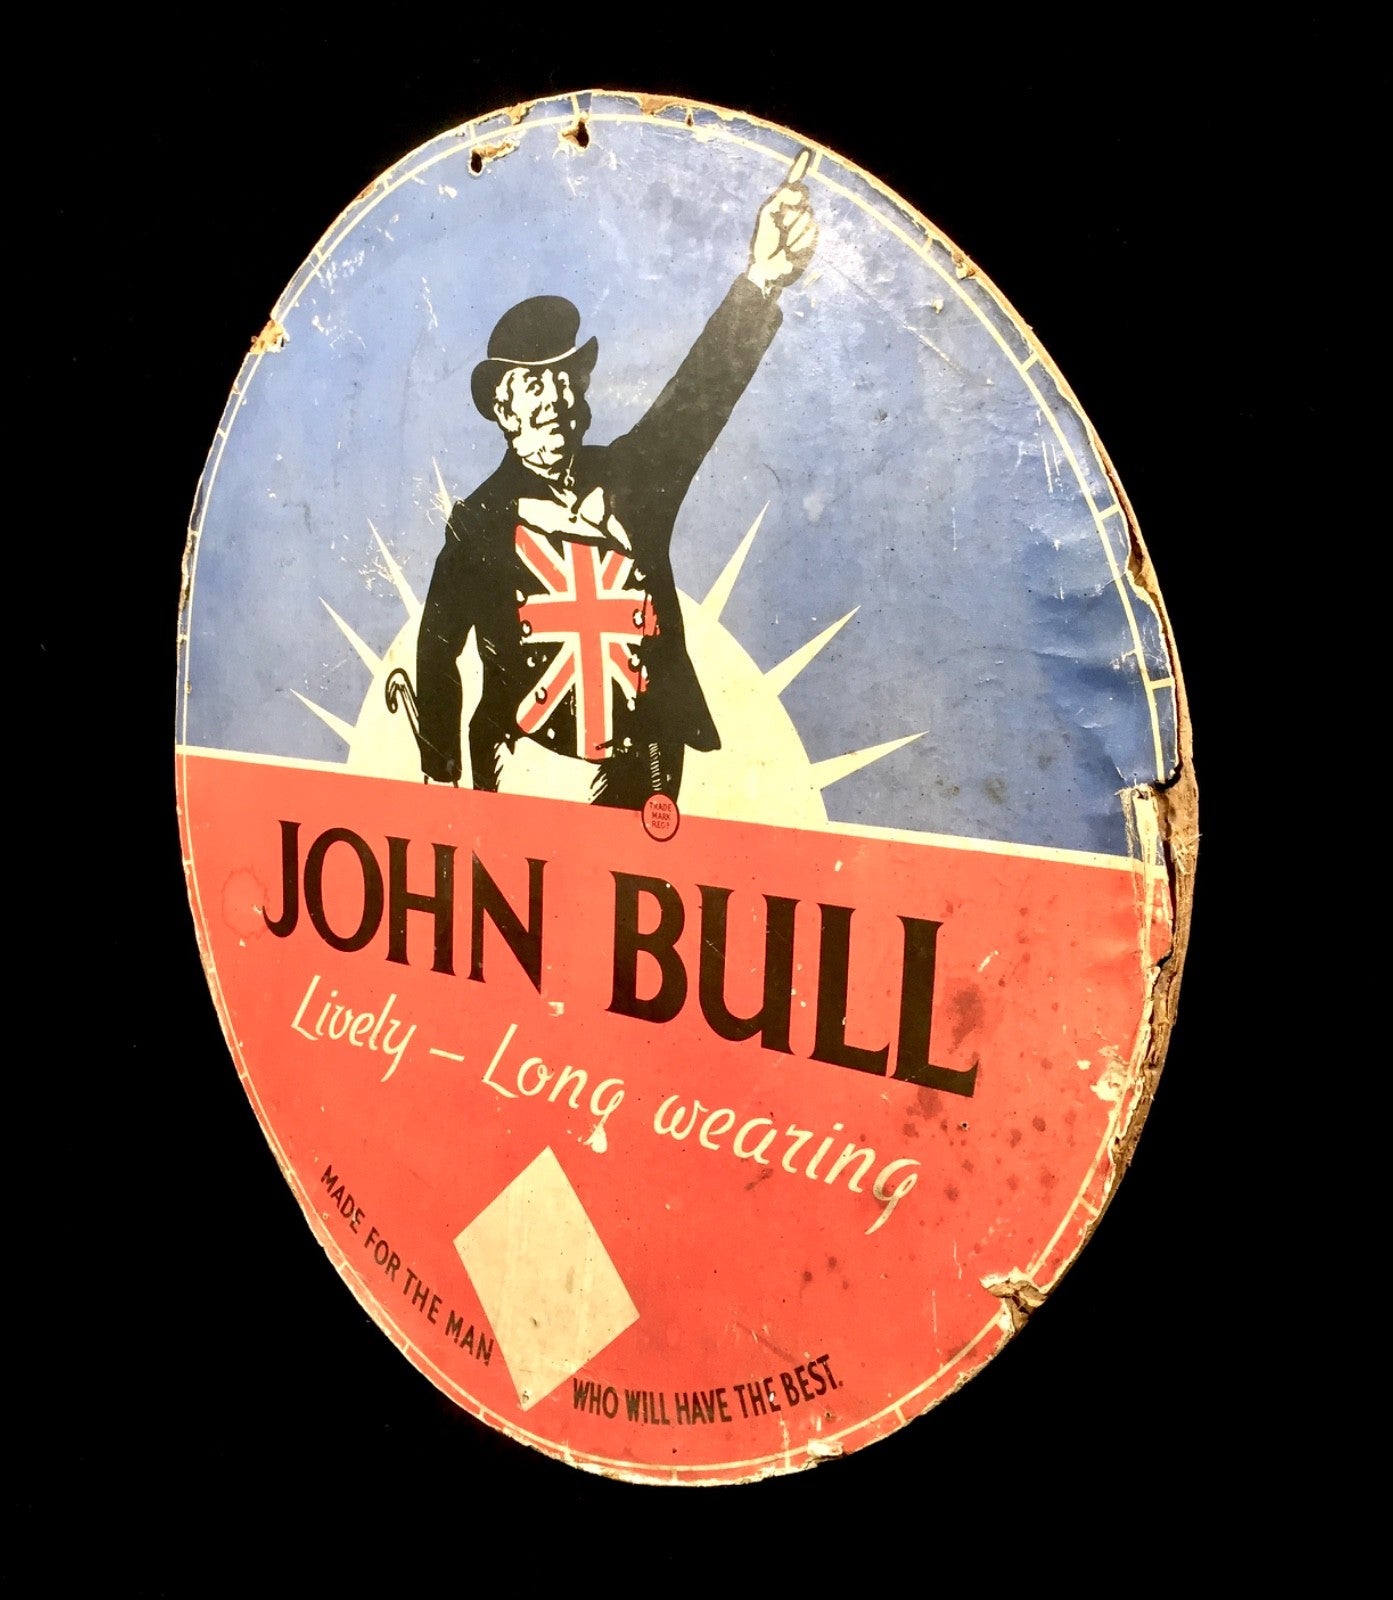 TRADE
MARK
REGD
JOHN BULL
Lively – Long wearing
MADE FOR THE MAN
WHO WILL HAVE THE BEST.